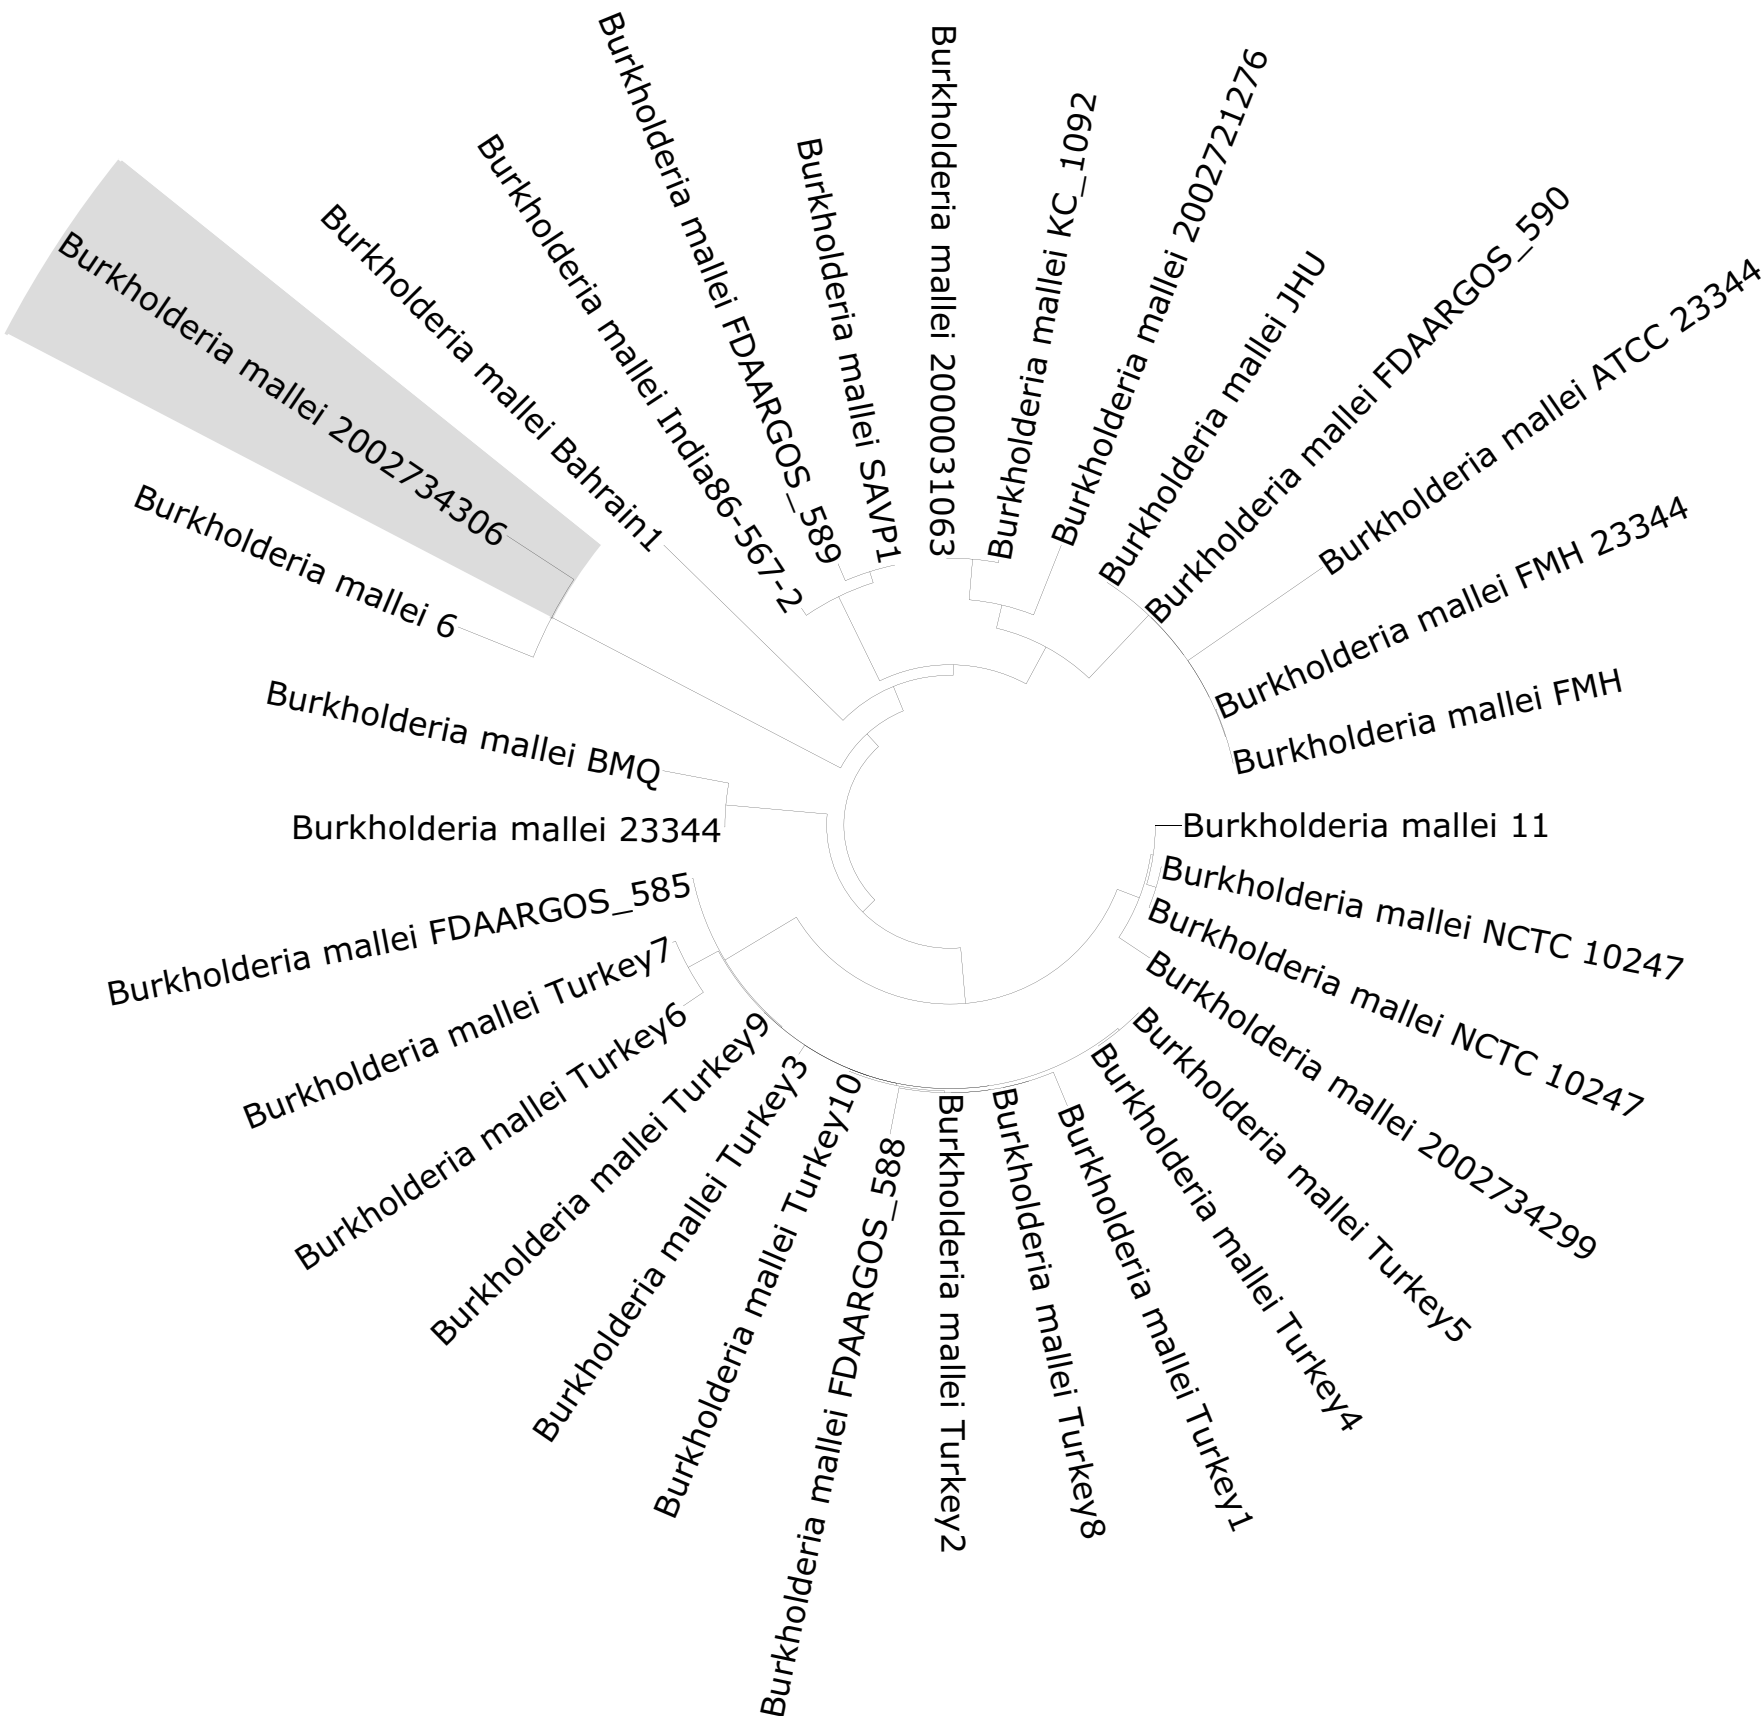 Burkholderia mallei 2000031063
Burkholderia mallei KC_1092
Burkholderia mallei 2002721276
Burkholderia mallei JHU
Burkholderia mallei FDAARGOS_590
Burkholderia mallei ATCC 23344
Burkholderia mallei FMH 23344
Burkholderia mallei FMH
Burkholderia mallei 11
Burkholderia mallei NCTC 10247
Burkholderia mallei NCTC 10247
Burkholderia mallei 2002734299
Burkholderia mallei Turkey5
Burkholderia mallei Turkey4
Burkholderia mallei Turkey1
Burkholderia mallei Turkey8
Burkholderia mallei Turkey2
Burkholderia mallei FDAARGOS_588
Burkholderia mallei Turkey10
Burkholderia mallei Turkey3
Burkholderia mallei Turkey9
Burkholderia mallei Turkey6
Burkholderia mallei Turkey7
Burkholderia mallei FDAARGOS_585
Burkholderia mallei 23344
Burkholderia mallei BMQ
Burkholderia mallei 6
Burkholderia mallei 2002734306
Burkholderia mallei Bahrain1
Burkholderia mallei India86-567-2
Burkholderia mallei FDAARGOS_589
Burkholderia mallei SAVP1